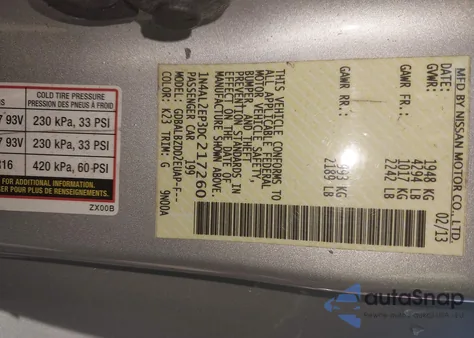 COLD TIRE PRESSURE
PRESSION DES PNEUS À FROID
93V 230 kPa, 33 PSI
93V 230 kPa, 33 PSI
R16 420 kPa, 60 PSI
FOR ADDITIONAL INFORMATION.
PLUS DE RENSEIGNEMENTS.
ZX00B
MFD BY NISSAN MOTOR CO., LTD.
02/13
GVWR: 1948 KG
4294 LB
GAWR FR.: 1017 KG
2242 LB
GAWR RR.: 993 KG
2189 LB
THIS VEHICLE CONFORMS TO
ALL APPLICABLE FEDERAL
MOTOR VEHICLE SAFETY,
BUMPER, AND THEFT
PREVENTION STANDARDS IN
EFFECT ON THE DATE OF
MANUFACTURE SHOWN ABOVE.
1N4AL2EP3DC217260
PASSENGER CAR 199
MODEL:
COLOR: K23 TRIM: G
autoSnap